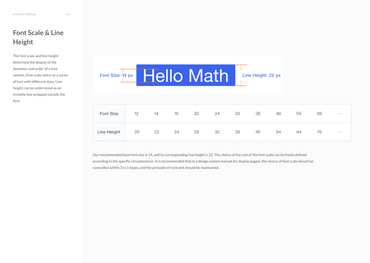 Font Scale & Line
Height
The font scale and line height
determine the beauty of the
dynamics and order of a font
system. Font scale refers to a series
of font with different sizes. Line
height can be understood as an
invisible box wrapped outside the
font.
Font Size: 14 px
Hello Math
Line Height: 22 px
Font Size 12 14 16 20 24 30 38 46 56 68 ···
Line Height 20 22 24 28 32 38 46 54 64 76 ···
Our recommended base font size is 14, and its corresponding line height is 22. The choice of the rest of the font scale can be freely defined
according to the specific circumstances. It is recommended that in a design system (except for display pages), the choice of font scale should be
controlled within 3 to 5 types, and the principle of restraint should be maintained.